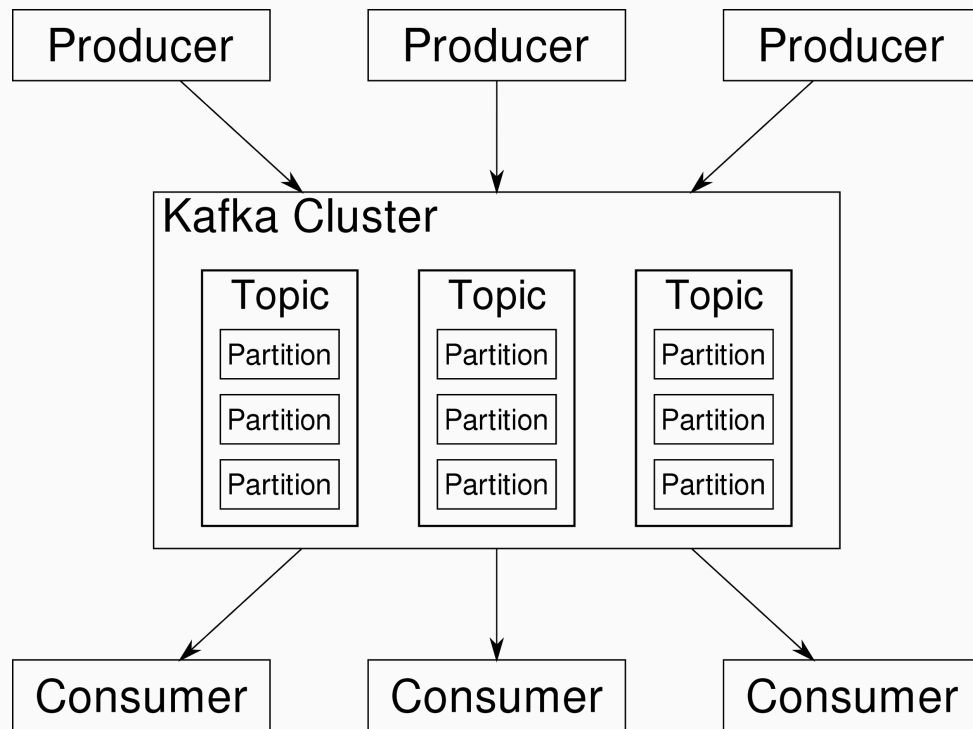 Producer Producer Producer
Kafka Cluster
Topic Topic Topic
Partition Partition Partition
Partition Partition Partition
Partition Partition Partition
Consumer Consumer Consumer